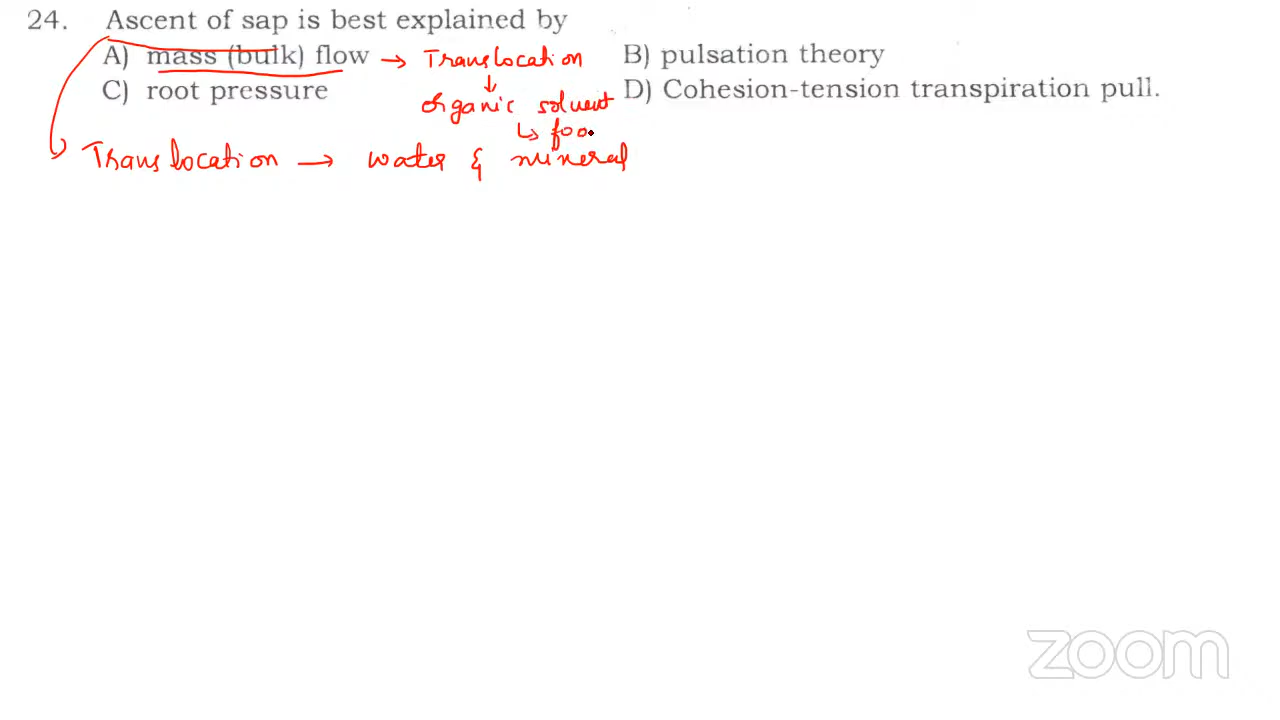 24. Ascent of sap is best explained by
A) mass (bulk) flow → Translocation B) pulsation theory
C) root pressure ↓ organic solvent D) Cohesion-tension transpiration pull.
↳ foo
Translocation → water & mineral
zoom